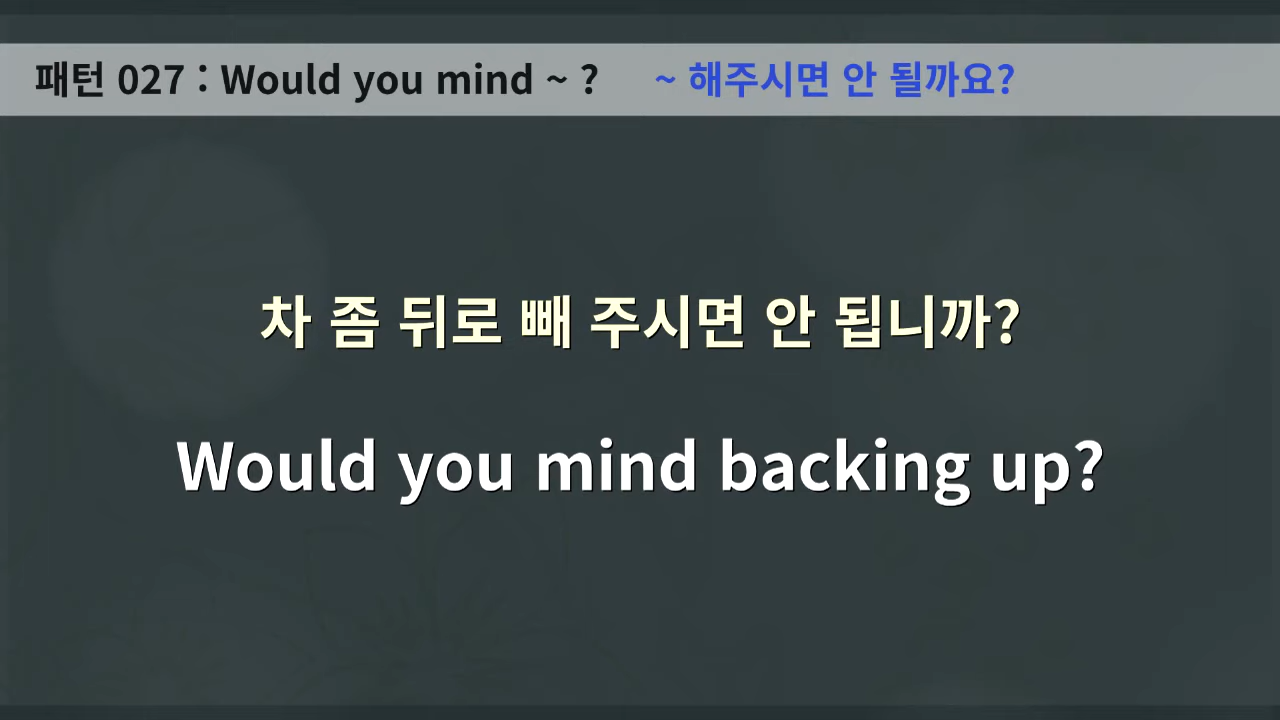 패턴 027 : Would you mind ~ ? ~ 해주시면 안 될까요?
차 좀 뒤로 빼 주시면 안 됩니까?
Would you mind backing up?